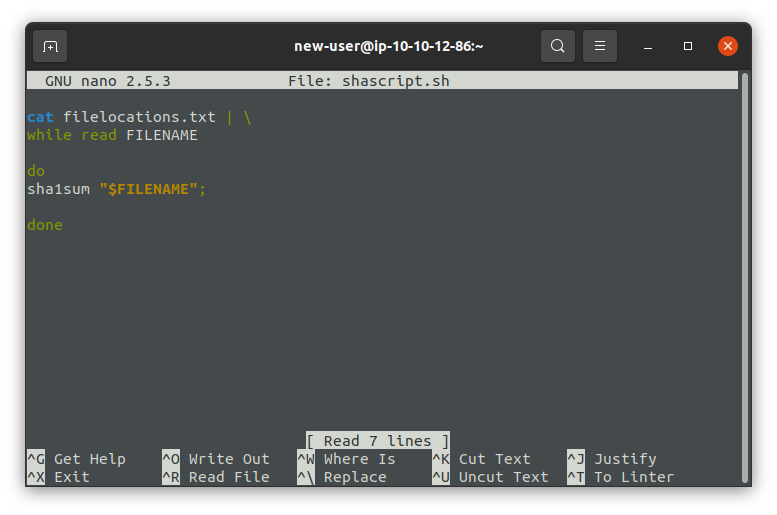 new-user@ip-10-10-12-86:~
GNU nano 2.5.3 File: shascript.sh
cat filelocations.txt | \
while read FILENAME
do
sha1sum "$FILENAME";
done
[ Read 7 lines ]
^G Get Help ^O Write Out ^W Where Is ^K Cut Text ^J Justify
^X Exit ^R Read File ^\ Replace ^U Uncut Text ^T To Linter